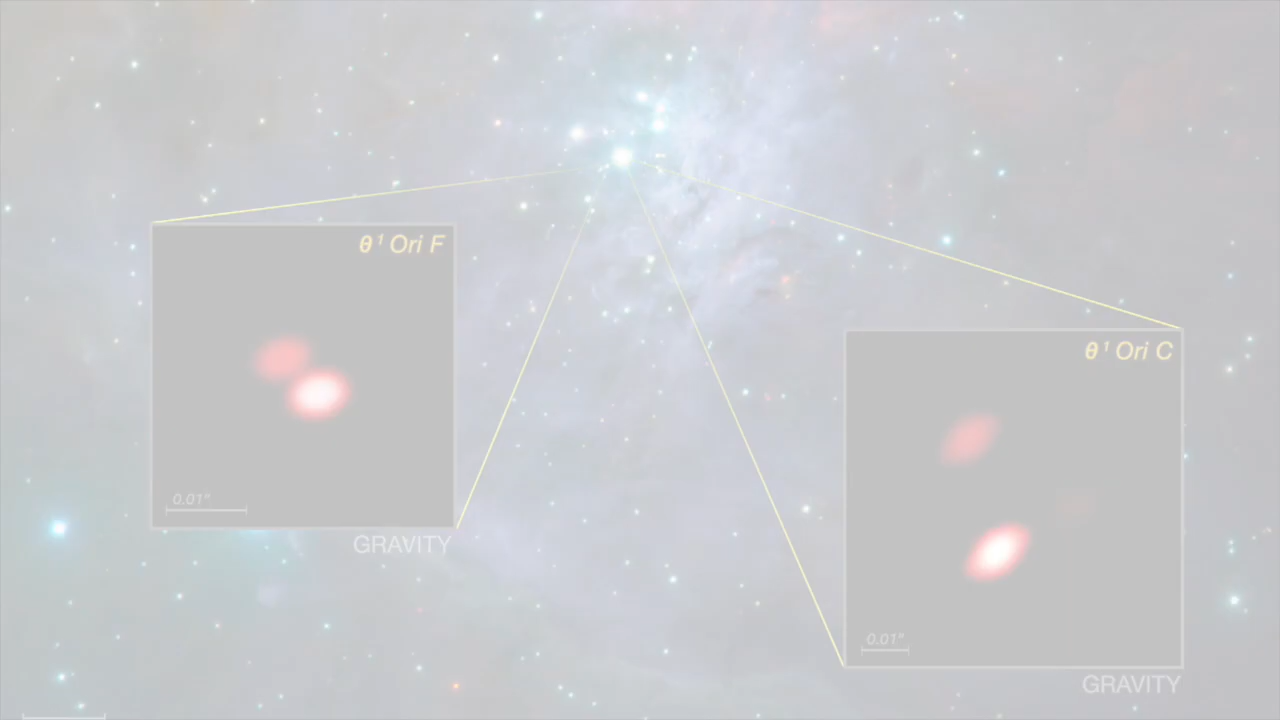 θ¹ Ori F
0.01"
GRAVITY
θ¹ Ori C
0.01"
GRAVITY